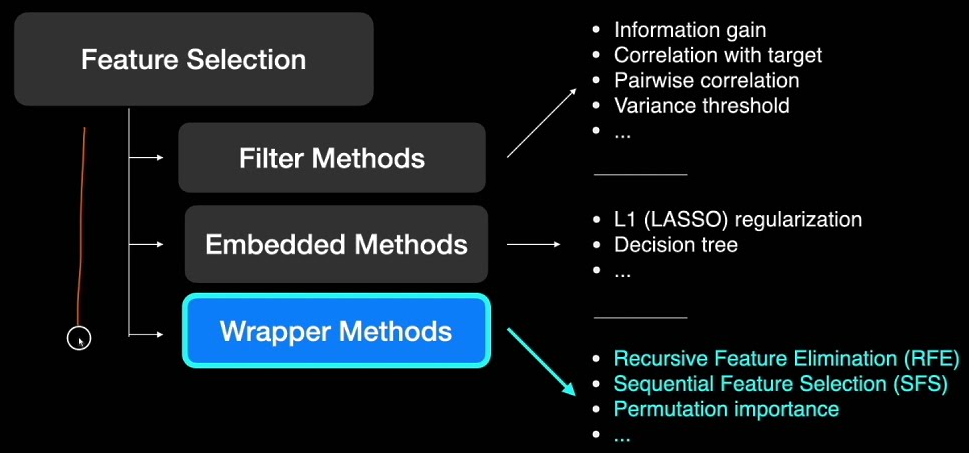 Feature Selection
Filter Methods
• Information gain
• Correlation with target
• Pairwise correlation
• Variance threshold
• ...
Embedded Methods
• L1 (LASSO) regularization
• Decision tree
• ...
Wrapper Methods
• Recursive Feature Elimination (RFE)
• Sequential Feature Selection (SFS)
• Permutation importance
• ...